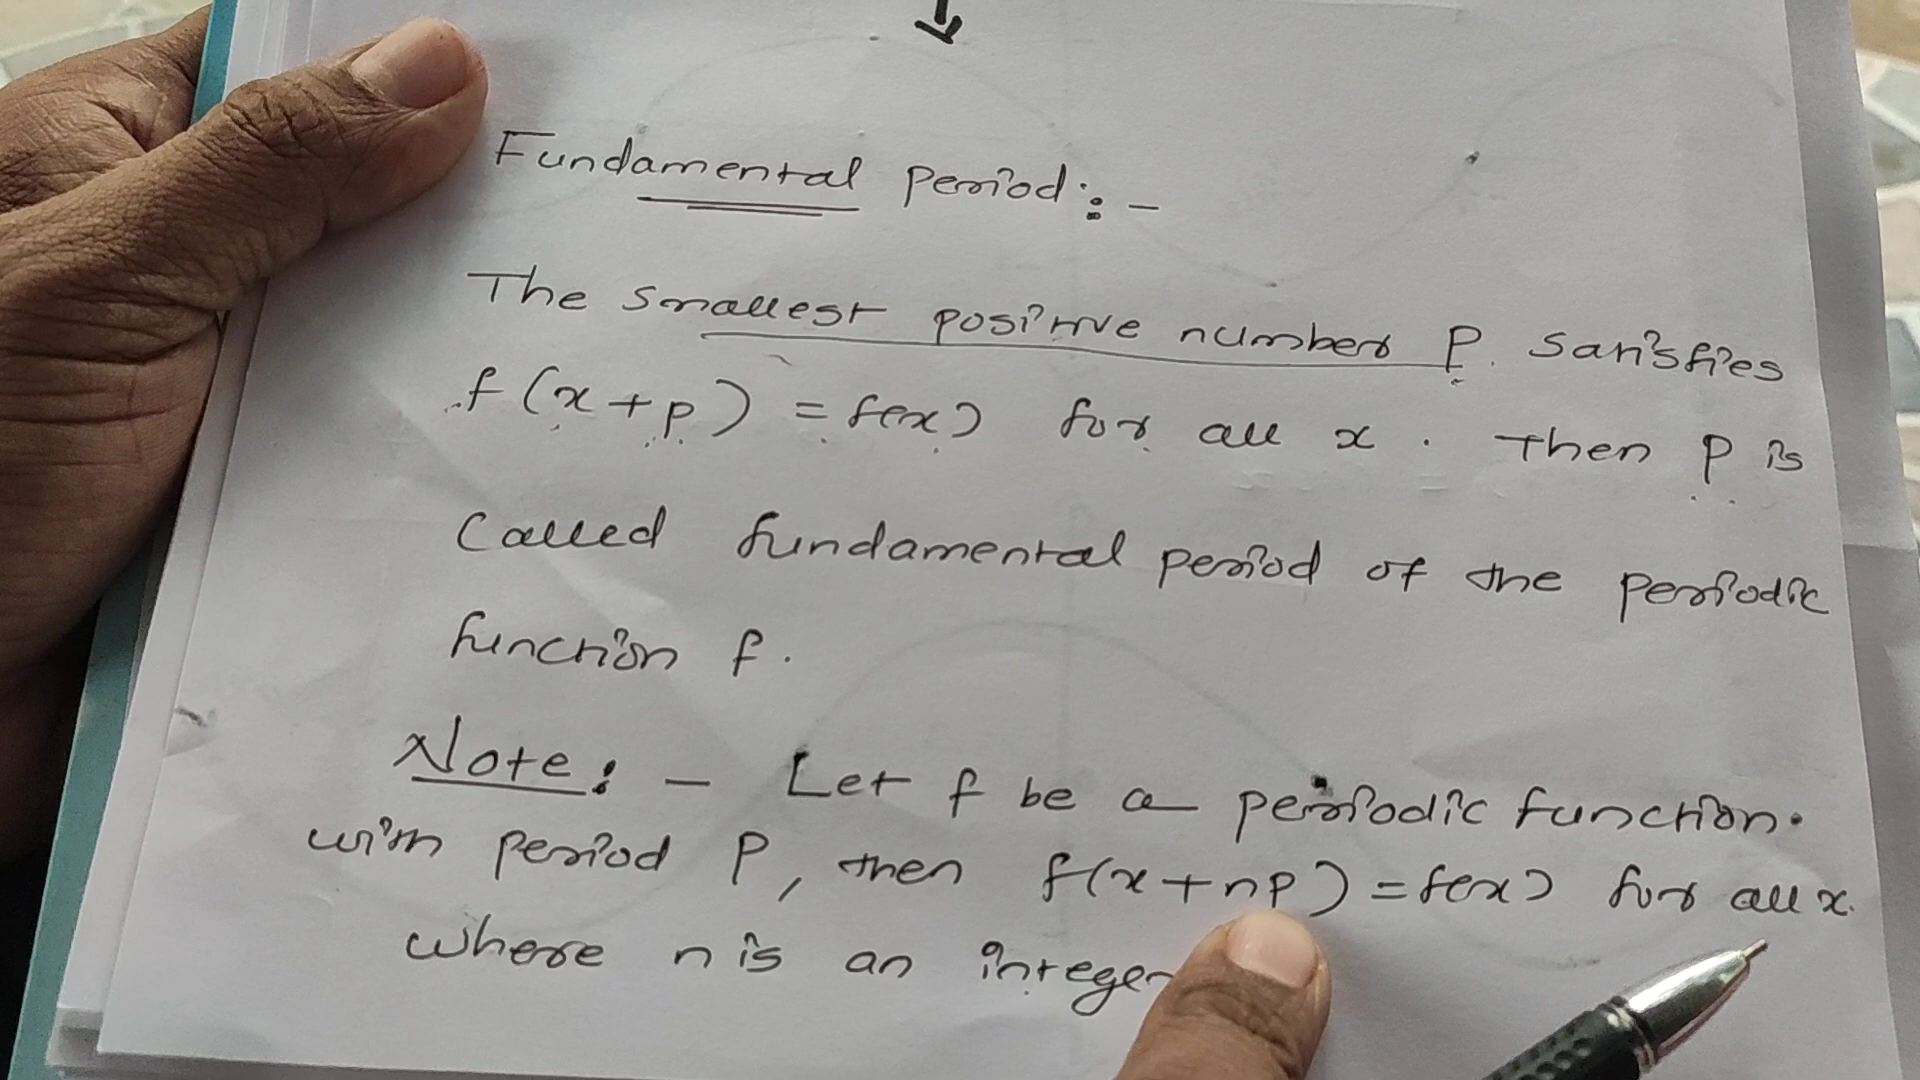 Fundamental period :-
The smallest positive number P. satisfies
f(x+p) = f(x) for all x. Then P is
called fundamental period of the periodic
function f.
Note :- Let f be a periodic function.
with period P, then f(x+np) = f(x) for all x.
where n is an integer